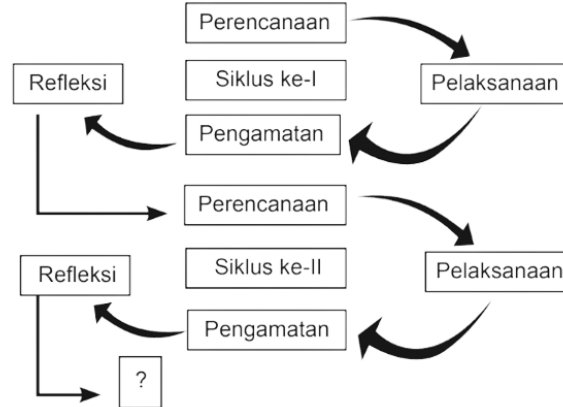 Perencanaan
Refleksi
Siklus ke-I
Pelaksanaan
Pengamatan
Perencanaan
Refleksi
Siklus ke-II
Pelaksanaan
Pengamatan
?